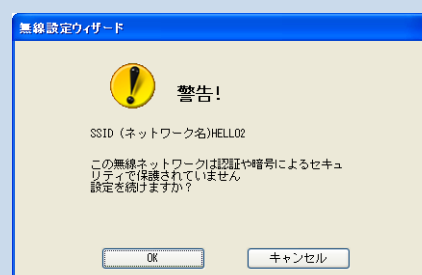 無線設定ウィザード
警告!
SSID (ネットワーク名)HELLO2
この無線ネットワークは認証や暗号によるセキュ
リティで保護されていません
設定を続けますか？
OK
キャンセル